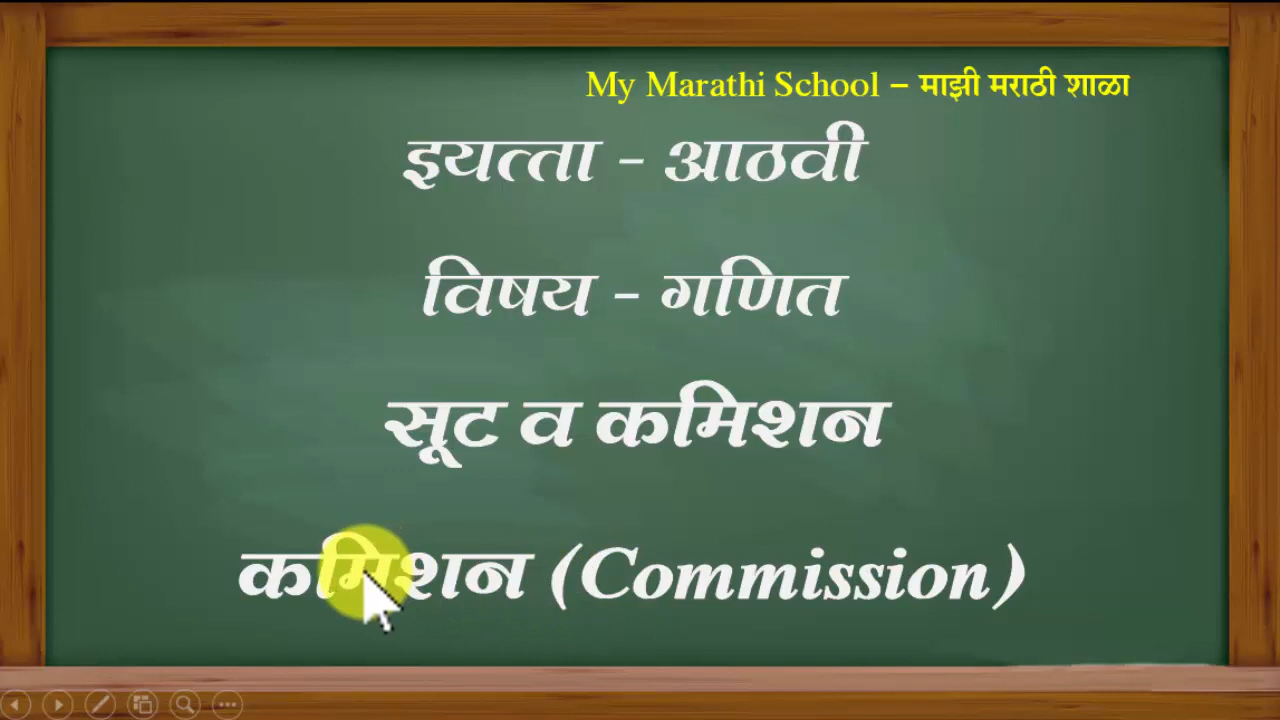 My Marathi School – माझी मराठी शाळा
इयत्ता - आठवी
विषय - गणित
सूट व कमिशन
कमिशन (Commission)